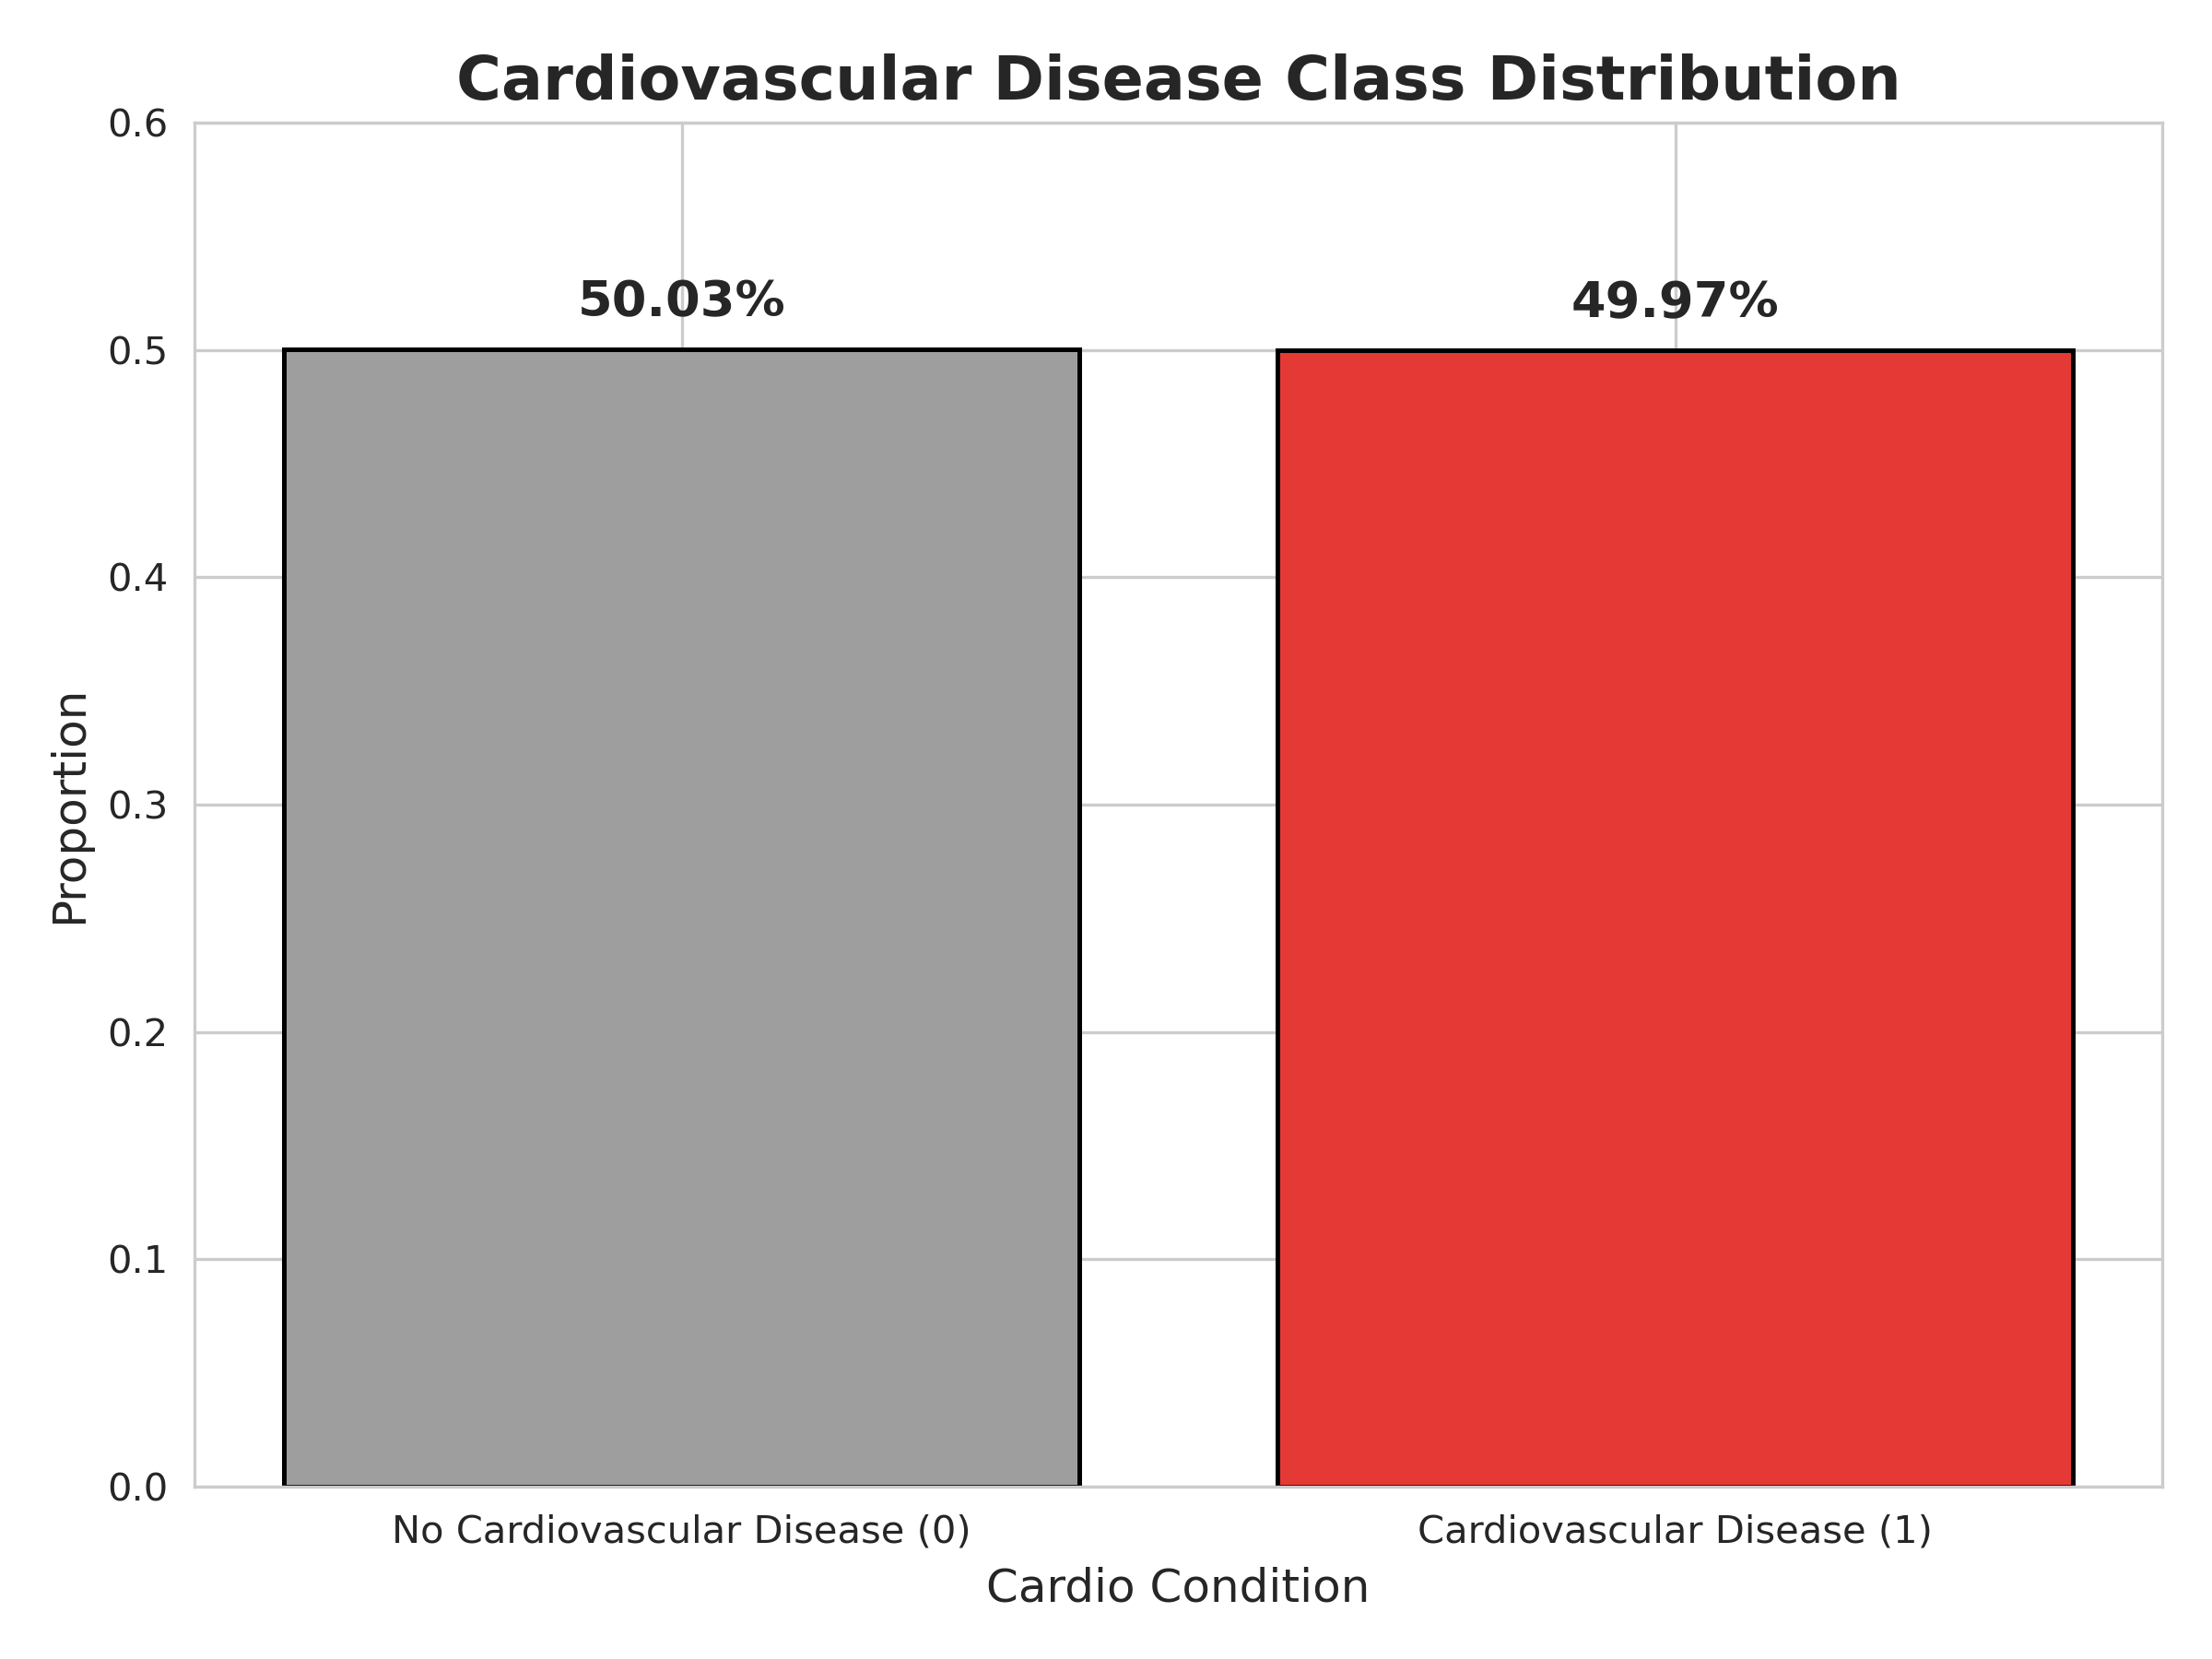 Cardiovascular Disease Class Distribution
0.6
50.03% 49.97%
0.5
0.4
0.3
0.2
0.1
0.0
Proportion
No Cardiovascular Disease (0) Cardiovascular Disease (1)
Cardio Condition